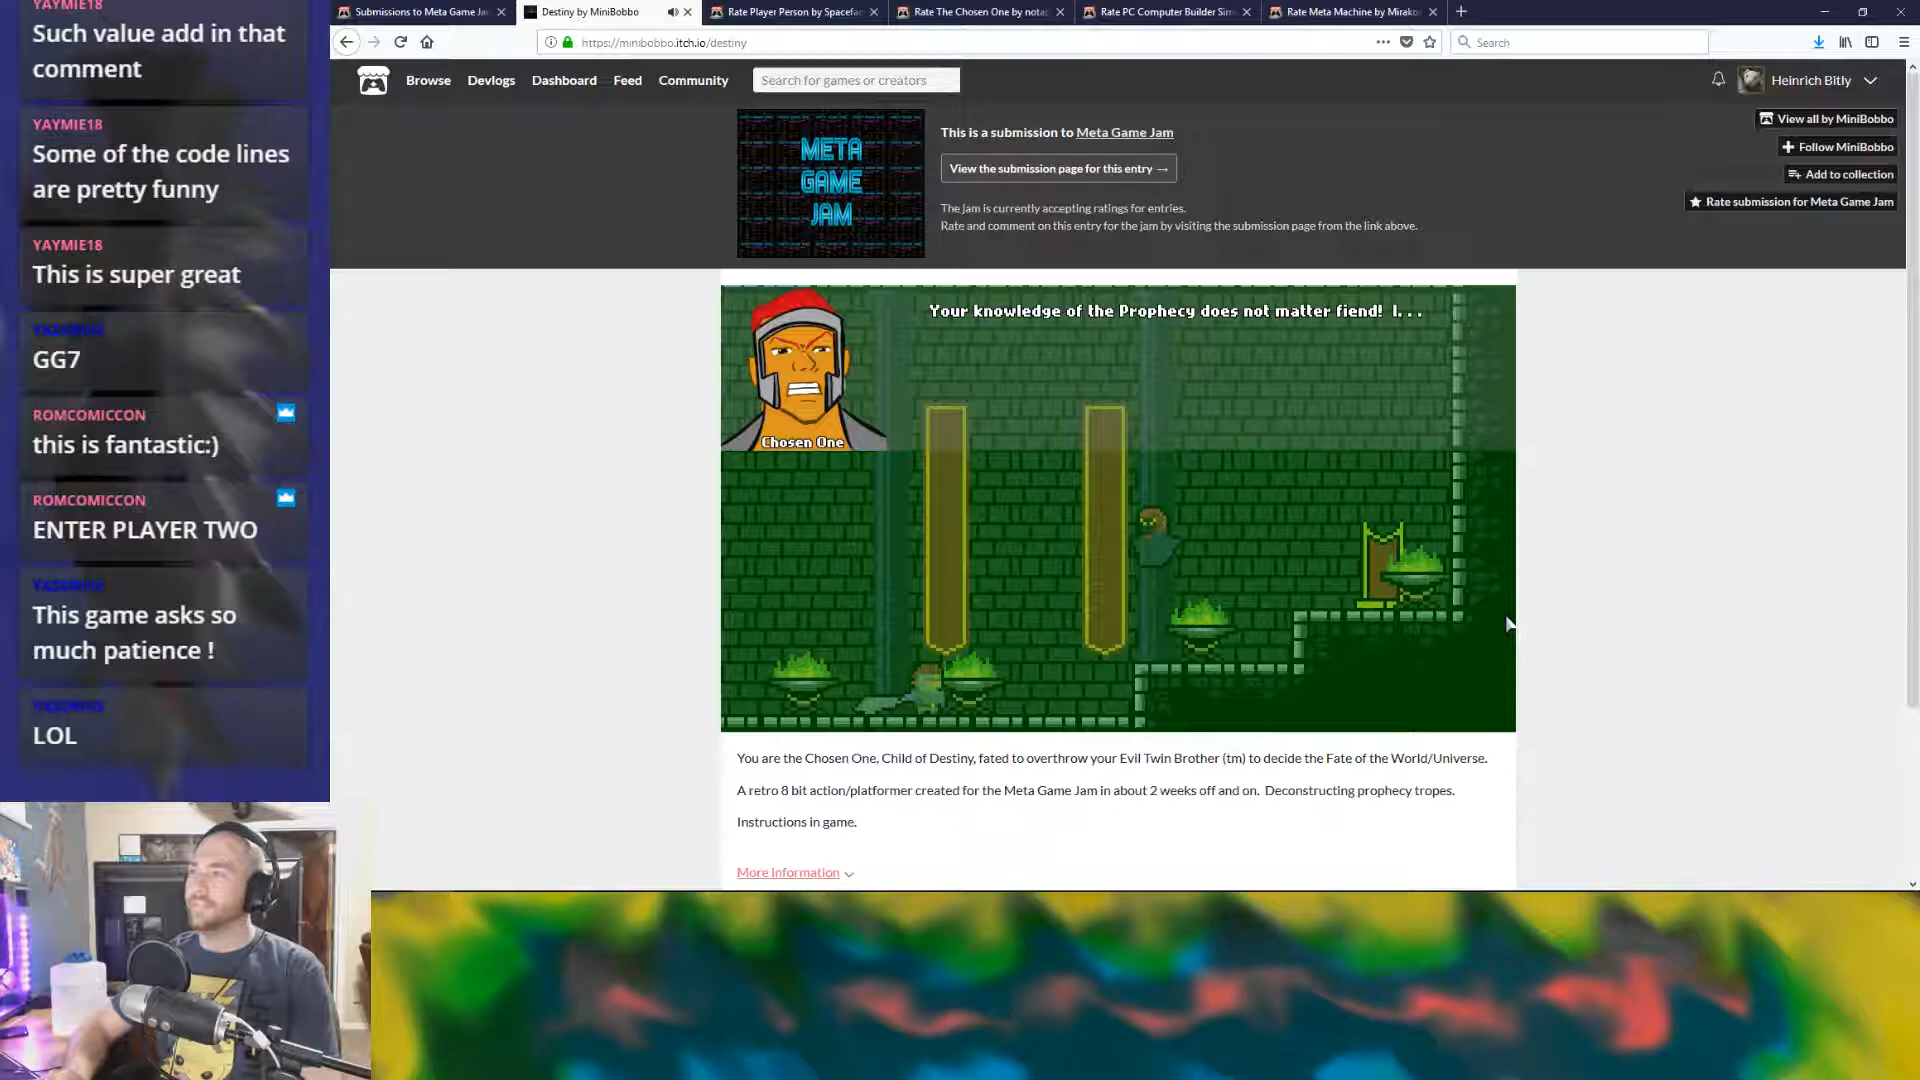 YAYMIE18
Such value add in that
comment
YAYMIE18
Some of the code lines
are pretty funny
YAYMIE18
This is super great
GG7
ROMCOMICCON
this is fantastic:)
ROMCOMICCON
ENTER PLAYER TWO
This game asks so
much patience !
LOL
Submissions to Meta Game Ja
Destiny by MiniBobbo
Rate Player Person by Spacefa
Rate The Chosen One by nota
Rate PC Computer Builder Sim
Rate Meta Machine by Mirako
https://minibobbo.itch.io/destiny
Search
Browse
Devlogs
Dashboard
Feed
Community
Search for games or creators
Heinrich Bitly
META
GAME
JAM
This is a submission to Meta Game Jam
View the submission page for this entry →
The jam is currently accepting ratings for entries.
Rate and comment on this entry for the jam by visiting the submission page from the link above.
View all by MiniBobbo
Follow MiniBobbo
Add to collection
Rate submission for Meta Game Jam
Your knowledge of the Prophecy does not matter fiend! I...
Chosen One
You are the Chosen One, Child of Destiny, fated to overthrow your Evil Twin Brother (tm) to decide the Fate of the World/Universe.
A retro 8 bit action/platformer created for the Meta Game Jam in about 2 weeks off and on. Deconstructing prophecy tropes.
Instructions in game.
More information